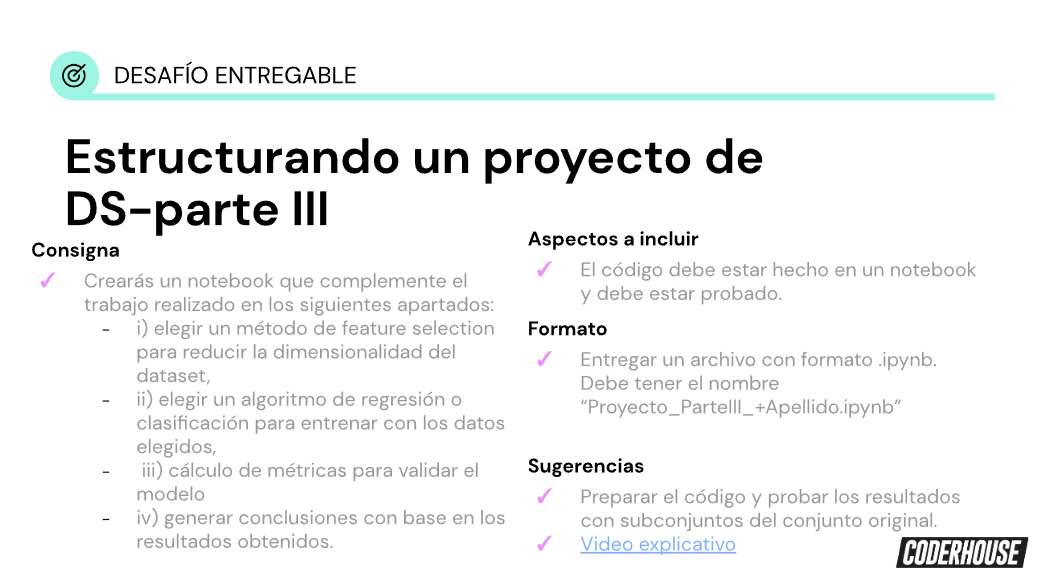 DESAFÍO ENTREGABLE
Estructurando un proyecto de
DS-parte III
Consigna
✓ Crearás un notebook que complemente el
trabajo realizado en los siguientes apartados:
- i) elegir un método de feature selection
para reducir la dimensionalidad del
dataset,
- ii) elegir un algoritmo de regresión o
clasificación para entrenar con los datos
elegidos,
- iii) cálculo de métricas para validar el
modelo
- iv) generar conclusiones con base en los
resultados obtenidos.
Aspectos a incluir
✓ El código debe estar hecho en un notebook
y debe estar probado.
Formato
✓ Entregar un archivo con formato .ipynb.
Debe tener el nombre
“Proyecto_ParteIII_+Apellido.ipynb”
Sugerencias
✓ Preparar el código y probar los resultados
con subconjuntos del conjunto original.
✓ Video explicativo
CODERHOUSE